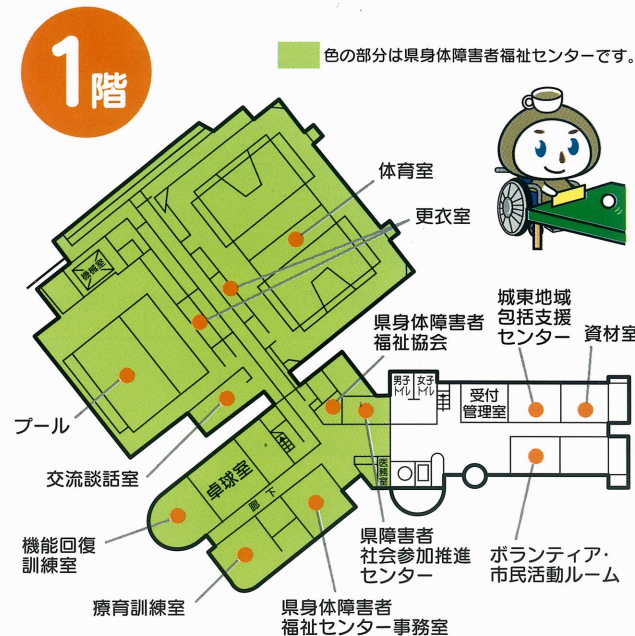 1階
色の部分は県身体障害者福祉センターです。
体育室
更衣室
機械室
城東地域
包括支援
センター
資材室
県身体障害者
福祉協会
男子
トイレ
女子
トイレ
受付
管理室
プール
交流談話室
卓球室
廊下
医務室
機能回復
訓練室
療育訓練室
県身体障害者
福祉センター事務室
県障害者
社会参加推進
センター
ボランティア・
市民活動ルーム